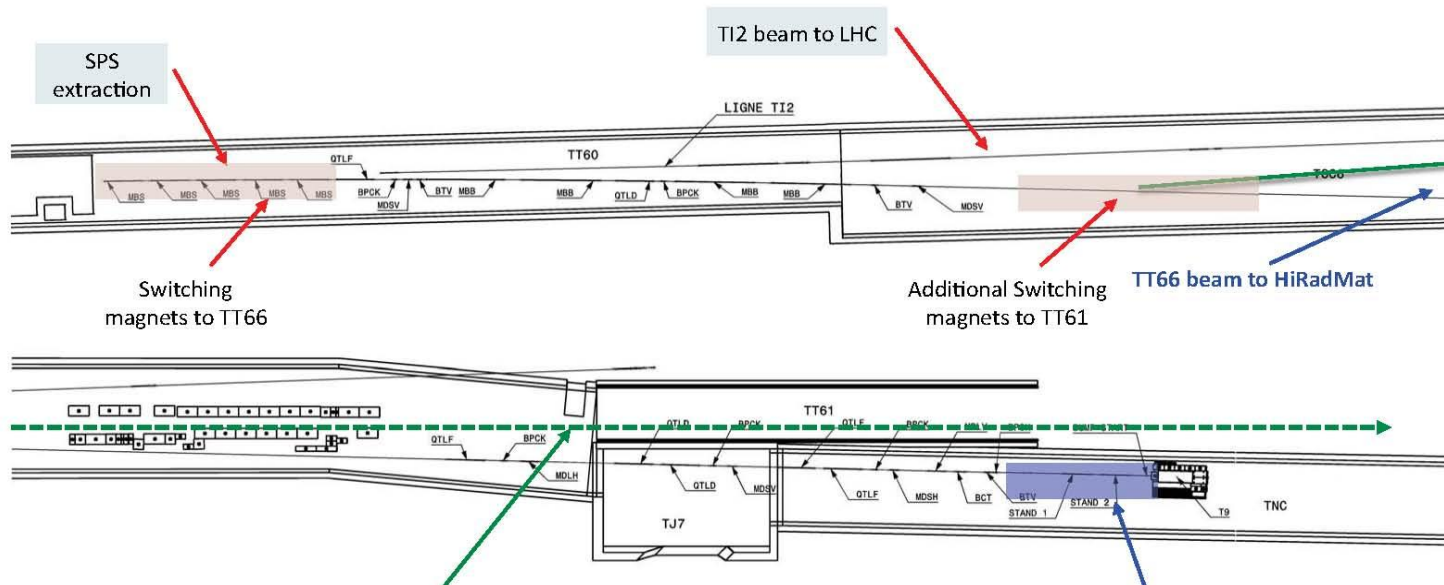 SPS
extraction
TI2 beam to LHC
LIGNE TI2
TT60
QTLF
MBS
MBS
MBS
MBS
MBS
BPCK
MDSV
BTV
MBB
MBB
QTLD
BPCK
MBB
MBB
BTV
MDSV
Switching
magnets to TT66
Additional Switching
magnets to TT61
TT66 beam to HiRadMat
TT61
QTLF
BPCK
MDLH
QTLD
BPCK
QTLF
BPCK
BPCK
QTLD
MDSV
QTLF
MDSH
BCT
BTV
STAND 1
STAND 2
T9
TJ7
TNC